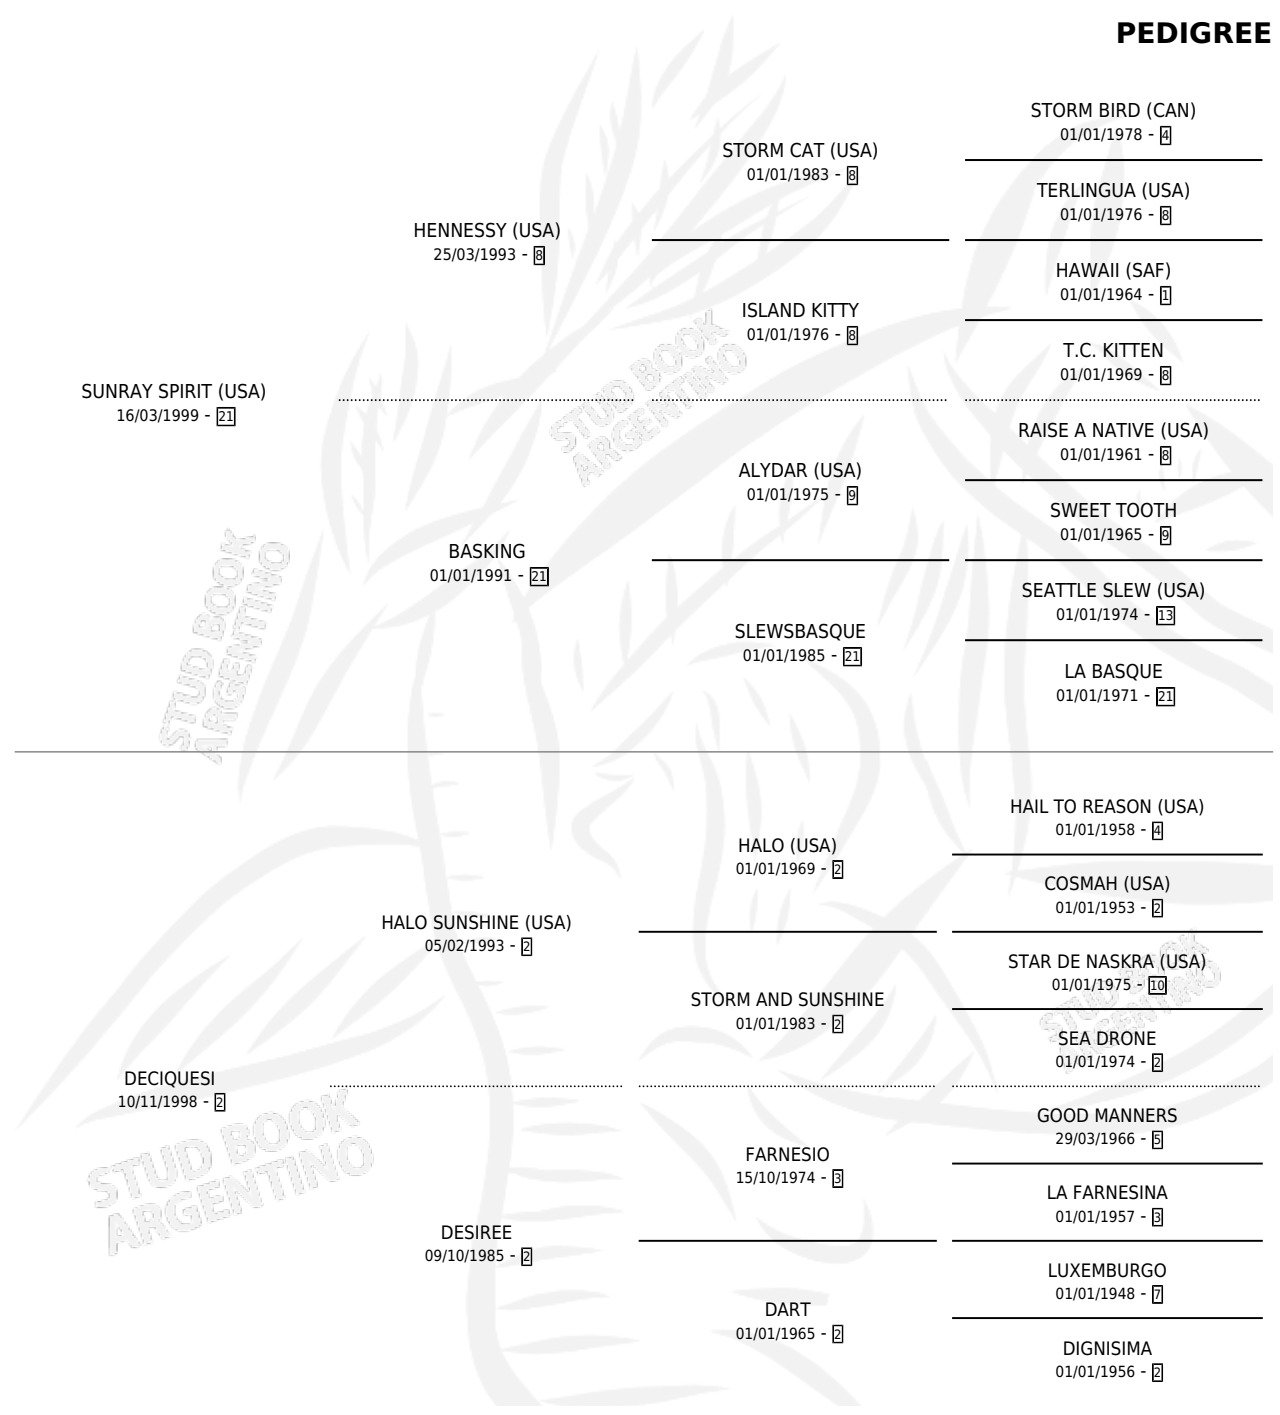 PEDIGREE
STORM BIRD (CAN)
01/01/1978 - 4
STORM CAT (USA)
01/01/1983 - 8
TERLINGUA (USA)
01/01/1976 - 8
HENNESSY (USA)
25/03/1993 - 8
HAWAII (SAF)
01/01/1964 - 1
ISLAND KITTY
01/01/1976 - 8
T.C. KITTEN
01/01/1969 - 8
SUNRAY SPIRIT (USA)
16/03/1999 - 21
RAISE A NATIVE (USA)
01/01/1961 - 8
ALYDAR (USA)
01/01/1975 - 9
SWEET TOOTH
01/01/1965 - 9
BASKING
01/01/1991 - 21
SEATTLE SLEW (USA)
01/01/1974 - 13
SLEWSBASQUE
01/01/1985 - 21
LA BASQUE
01/01/1971 - 21
HAIL TO REASON (USA)
01/01/1958 - 4
HALO (USA)
01/01/1969 - 2
COSMAH (USA)
01/01/1953 - 2
HALO SUNSHINE (USA)
05/02/1993 - 2
STAR DE NASKRA (USA)
01/01/1975 - 10
STORM AND SUNSHINE
01/01/1983 - 2
SEA DRONE
01/01/1974 - 2
DECIQUESI
10/11/1998 - 2
GOOD MANNERS
29/03/1966 - 5
FARNESIO
15/10/1974 - 3
LA FARNESINA
01/01/1957 - 3
DESIREE
09/10/1985 - 2
LUXEMBURGO
01/01/1948 - 7
DART
01/01/1965 - 2
DIGNISIMA
01/01/1956 - 2
STUD BOOK
ARGENTINO
STUD BOOK
ARGENTINO
STUD BOOK
ARGENTINO
STUD BOOK
ARGENTINO